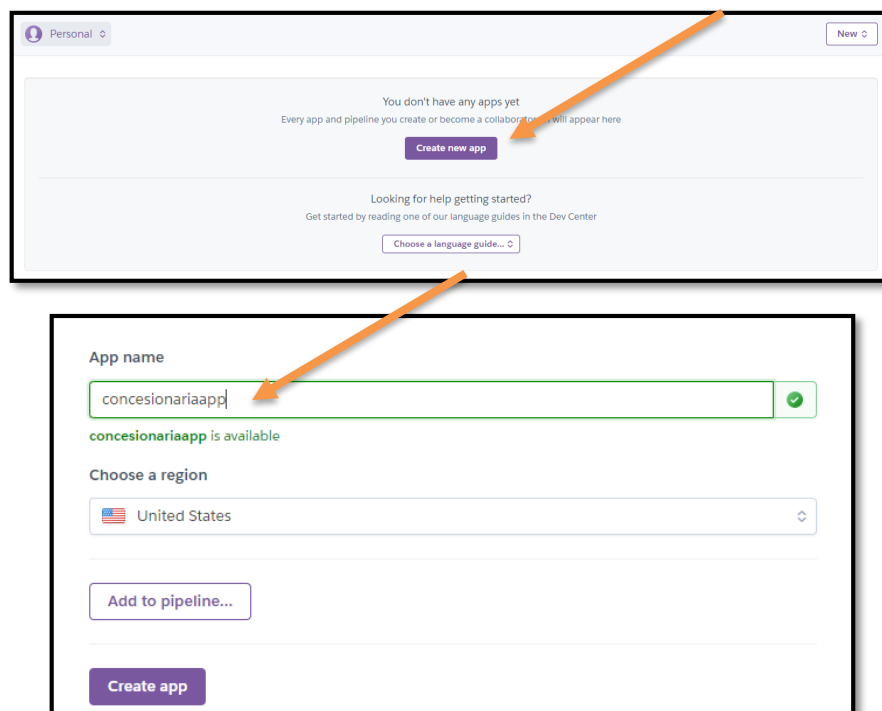 Personal
New
You don't have any apps yet
Every app and pipeline you create or become a collaborator will appear here
Create new app
Looking for help getting started?
Get started by reading one of our language guides in the Dev Center
Choose a language guide...
App name
concesionariaapp
concesionariaapp is available
Choose a region
United States
Add to pipeline...
Create app